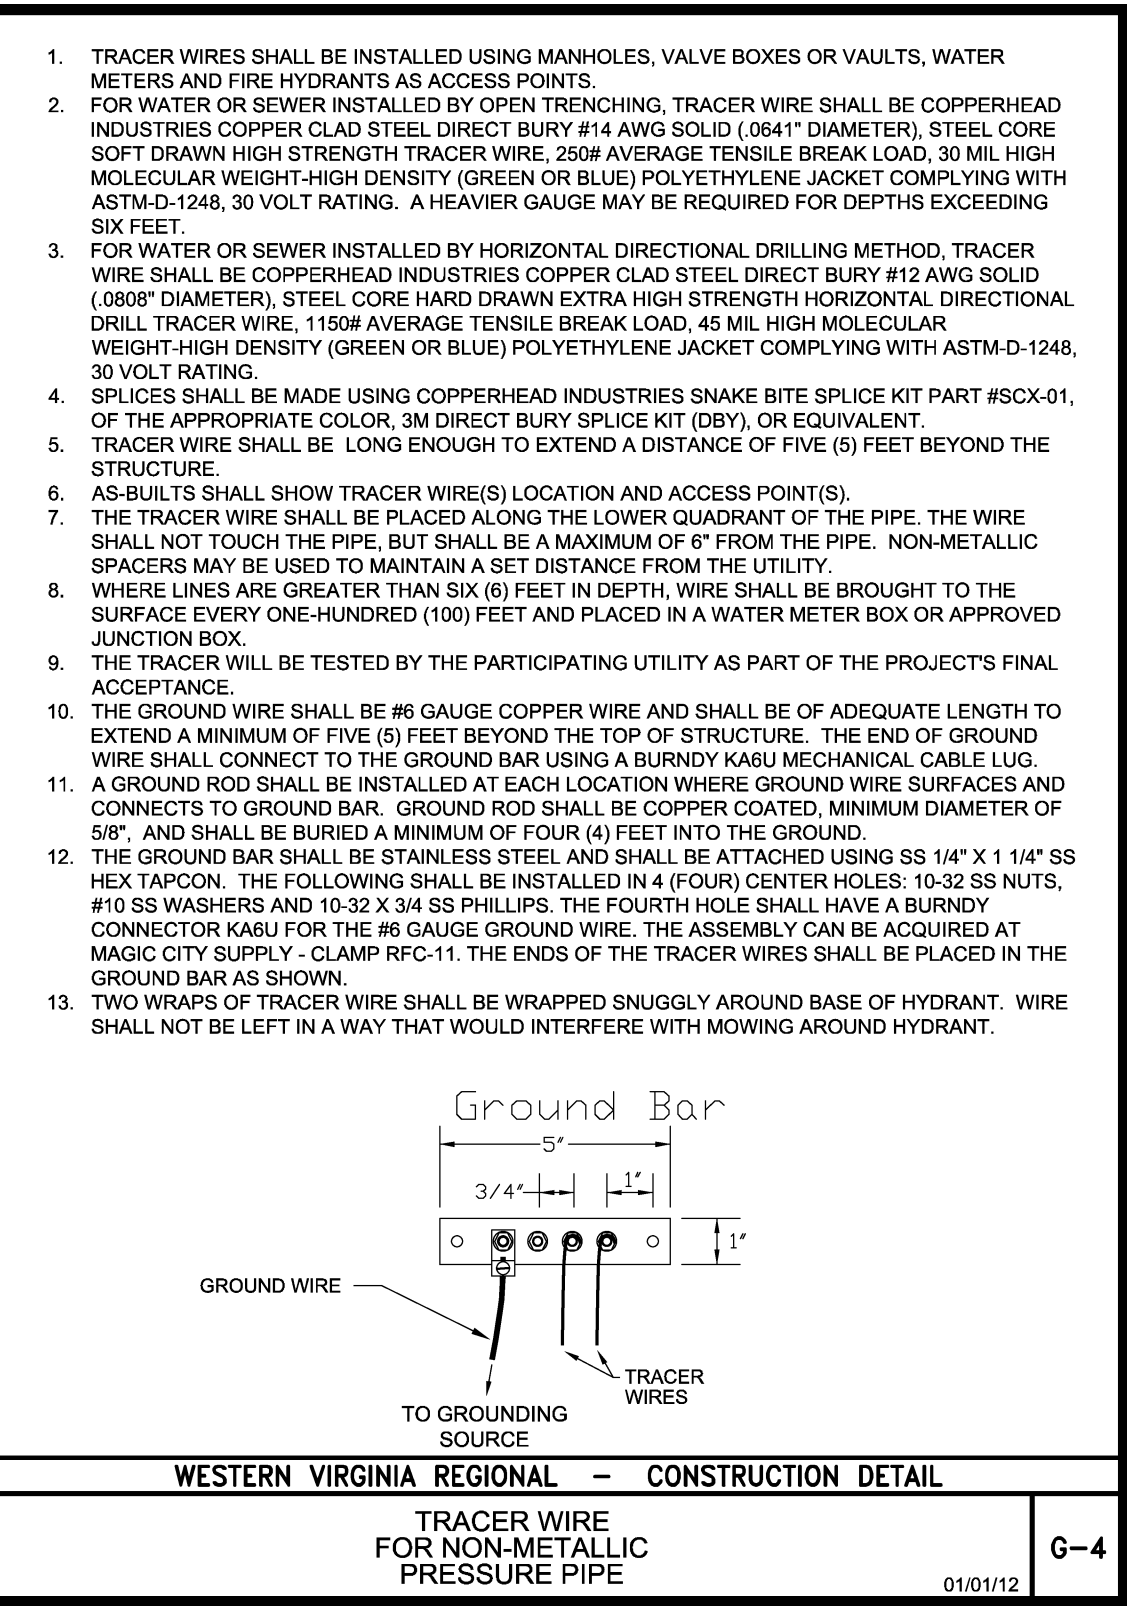 1. TRACER WIRES SHALL BE INSTALLED USING MANHOLES, VALVE BOXES OR VAULTS, WATER
METERS AND FIRE HYDRANTS AS ACCESS POINTS.
2. FOR WATER OR SEWER INSTALLED BY OPEN TRENCHING, TRACER WIRE SHALL BE COPPERHEAD
INDUSTRIES COPPER CLAD STEEL DIRECT BURY #14 AWG SOLID (.0641" DIAMETER), STEEL CORE
SOFT DRAWN HIGH STRENGTH TRACER WIRE, 250# AVERAGE TENSILE BREAK LOAD, 30 MIL HIGH
MOLECULAR WEIGHT-HIGH DENSITY (GREEN OR BLUE) POLYETHYLENE JACKET COMPLYING WITH
ASTM-D-1248, 30 VOLT RATING. A HEAVIER GAUGE MAY BE REQUIRED FOR DEPTHS EXCEEDING
SIX FEET.
3. FOR WATER OR SEWER INSTALLED BY HORIZONTAL DIRECTIONAL DRILLING METHOD, TRACER
WIRE SHALL BE COPPERHEAD INDUSTRIES COPPER CLAD STEEL DIRECT BURY #12 AWG SOLID
(.0808" DIAMETER), STEEL CORE HARD DRAWN EXTRA HIGH STRENGTH HORIZONTAL DIRECTIONAL
DRILL TRACER WIRE, 1150# AVERAGE TENSILE BREAK LOAD, 45 MIL HIGH MOLECULAR
WEIGHT-HIGH DENSITY (GREEN OR BLUE) POLYETHYLENE JACKET COMPLYING WITH ASTM-D-1248,
30 VOLT RATING.
4. SPLICES SHALL BE MADE USING COPPERHEAD INDUSTRIES SNAKE BITE SPLICE KIT PART #SCX-01,
OF THE APPROPRIATE COLOR, 3M DIRECT BURY SPLICE KIT (DBY), OR EQUIVALENT.
5. TRACER WIRE SHALL BE LONG ENOUGH TO EXTEND A DISTANCE OF FIVE (5) FEET BEYOND THE
STRUCTURE.
6. AS-BUILTS SHALL SHOW TRACER WIRE(S) LOCATION AND ACCESS POINT(S).
7. THE TRACER WIRE SHALL BE PLACED ALONG THE LOWER QUADRANT OF THE PIPE. THE WIRE
SHALL NOT TOUCH THE PIPE, BUT SHALL BE A MAXIMUM OF 6" FROM THE PIPE. NON-METALLIC
SPACERS MAY BE USED TO MAINTAIN A SET DISTANCE FROM THE UTILITY.
8. WHERE LINES ARE GREATER THAN SIX (6) FEET IN DEPTH, WIRE SHALL BE BROUGHT TO THE
SURFACE EVERY ONE-HUNDRED (100) FEET AND PLACED IN A WATER METER BOX OR APPROVED
JUNCTION BOX.
9. THE TRACER WILL BE TESTED BY THE PARTICIPATING UTILITY AS PART OF THE PROJECT'S FINAL
ACCEPTANCE.
10. THE GROUND WIRE SHALL BE #6 GAUGE COPPER WIRE AND SHALL BE OF ADEQUATE LENGTH TO
EXTEND A MINIMUM OF FIVE (5) FEET BEYOND THE TOP OF STRUCTURE. THE END OF GROUND
WIRE SHALL CONNECT TO THE GROUND BAR USING A BURNDY KA6U MECHANICAL CABLE LUG.
11. A GROUND ROD SHALL BE INSTALLED AT EACH LOCATION WHERE GROUND WIRE SURFACES AND
CONNECTS TO GROUND BAR. GROUND ROD SHALL BE COPPER COATED, MINIMUM DIAMETER OF
5/8", AND SHALL BE BURIED A MINIMUM OF FOUR (4) FEET INTO THE GROUND.
12. THE GROUND BAR SHALL BE STAINLESS STEEL AND SHALL BE ATTACHED USING SS 1/4" X 1 1/4" SS
HEX TAPCON. THE FOLLOWING SHALL BE INSTALLED IN 4 (FOUR) CENTER HOLES: 10-32 SS NUTS,
#10 SS WASHERS AND 10-32 X 3/4 SS PHILLIPS. THE FOURTH HOLE SHALL HAVE A BURNDY
CONNECTOR KA6U FOR THE #6 GAUGE GROUND WIRE. THE ASSEMBLY CAN BE ACQUIRED AT
MAGIC CITY SUPPLY - CLAMP RFC-11. THE ENDS OF THE TRACER WIRES SHALL BE PLACED IN THE
GROUND BAR AS SHOWN.
13. TWO WRAPS OF TRACER WIRE SHALL BE WRAPPED SNUGGLY AROUND BASE OF HYDRANT. WIRE
SHALL NOT BE LEFT IN A WAY THAT WOULD INTERFERE WITH MOWING AROUND HYDRANT.
Ground Bar
5"
3/4"
1"
1"
GROUND WIRE
TRACER
WIRES
TO GROUNDING
SOURCE
WESTERN VIRGINIA REGIONAL – CONSTRUCTION DETAIL
TRACER WIRE
FOR NON-METALLIC
PRESSURE PIPE
01/01/12
G-4